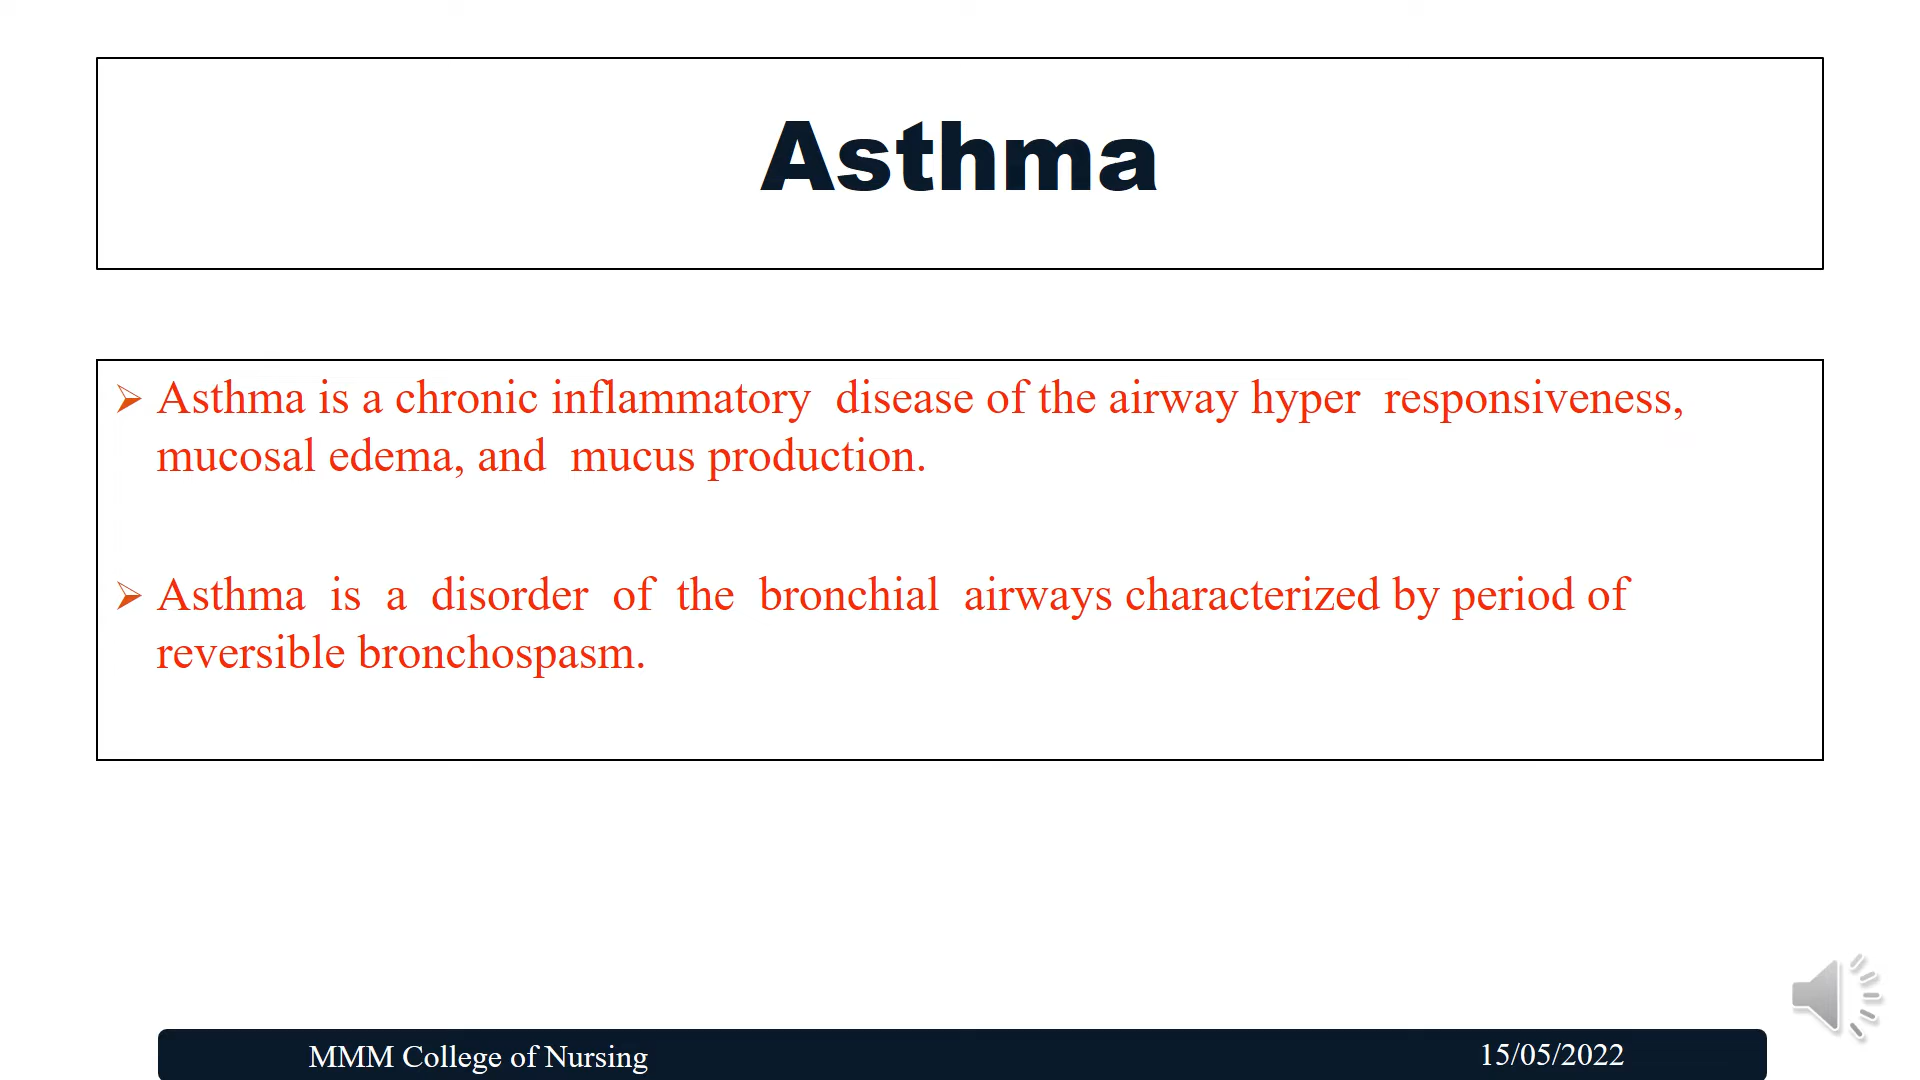 Asthma
➢ Asthma is a chronic inflammatory disease of the airway hyper responsiveness,
mucosal edema, and mucus production.
➢ Asthma is a disorder of the bronchial airways characterized by period of
reversible bronchospasm.
MMM College of Nursing
15/05/2022